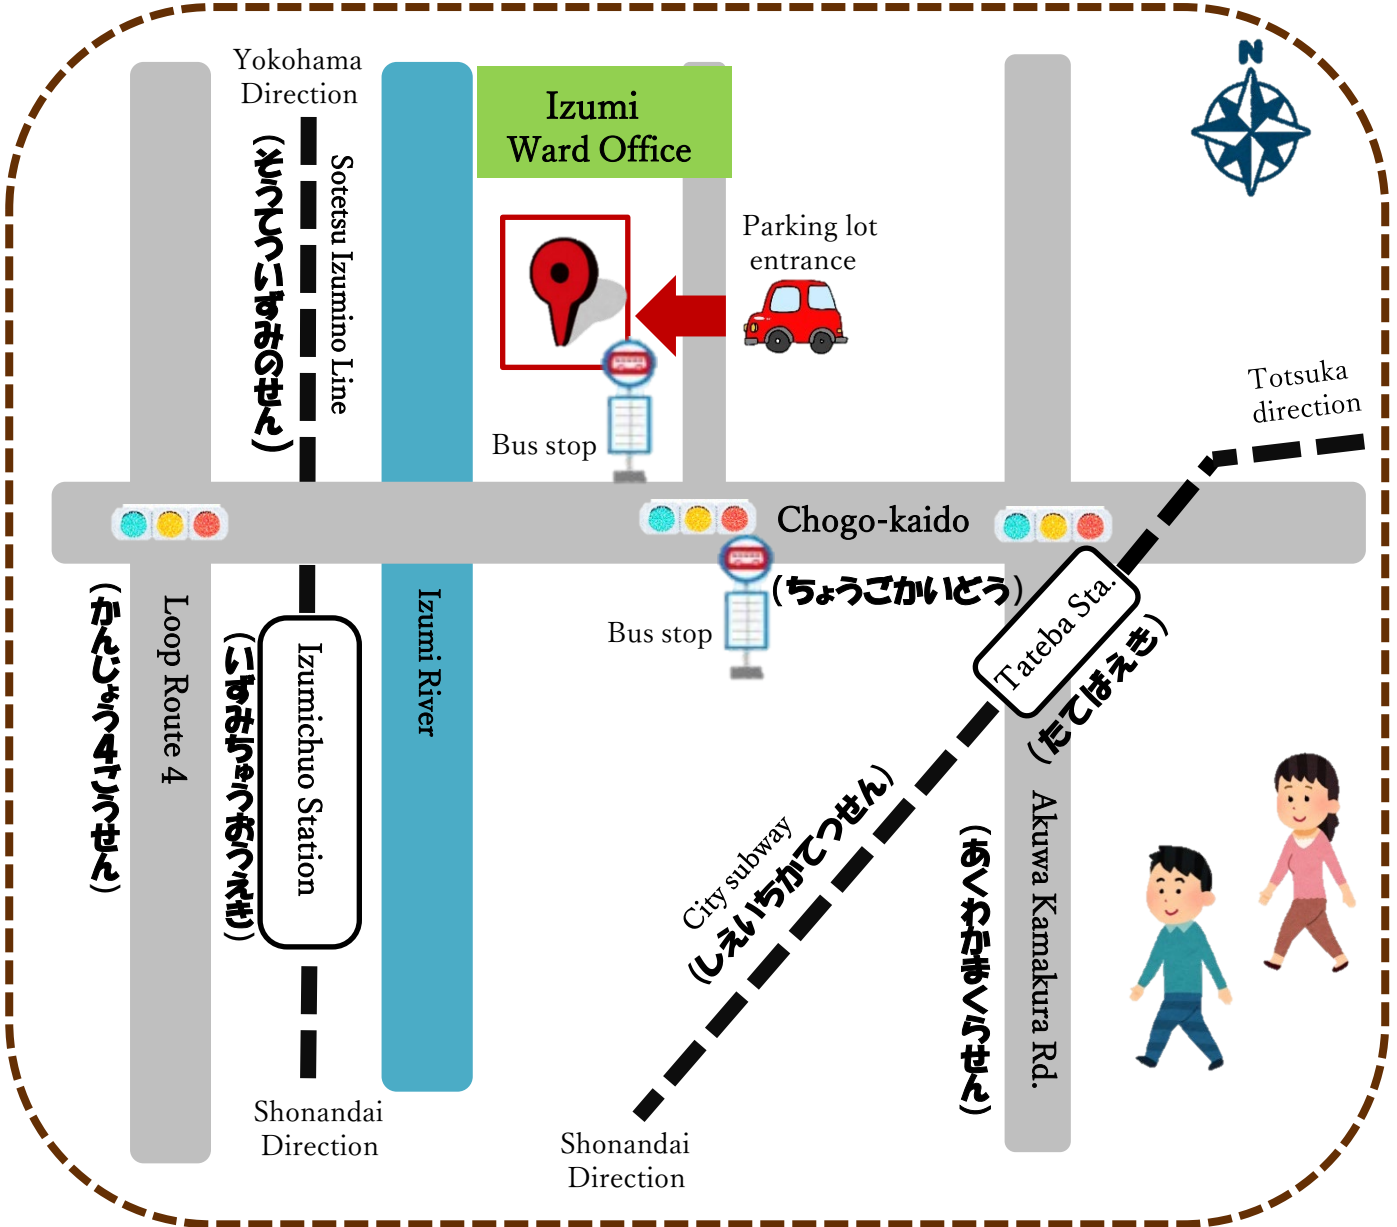 Yokohama
Direction
N
Izumi
Ward Office
Sotetsu Izumino Line
(そうてついずみのせん)
Parking lot
entrance
Totsuka
direction
Bus stop
Chogo-kaido
(ちょうごかいどう)
Bus stop
Loop Route 4
(かんじょう4ごうせん)
Izumichuo Station
(いずみちゅうおうえき)
Izumi River
Tateba Sta.
(たてばえき)
City subway
(しえいちかてつせん)
Akuwa Kamakura Rd.
(あくわかまくらせん)
Shonandai
Direction
Shonandai
Direction